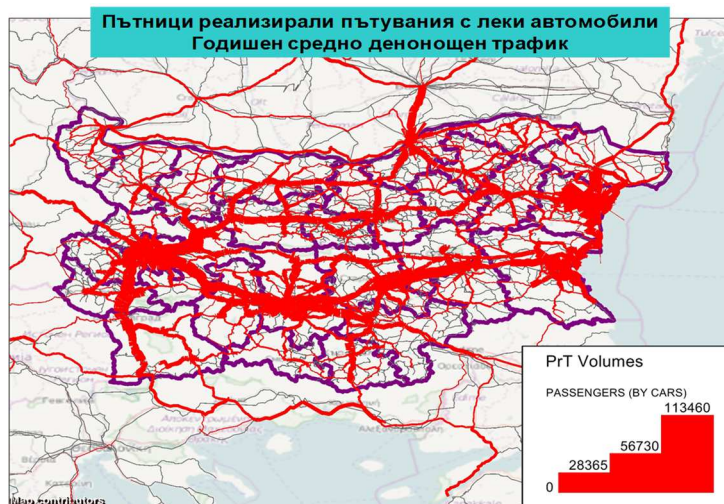 Пътници реализирали пътувания с леки автомобили
Годишен средно денонощен трафик
PrT Volumes
PASSENGERS (BY CARS)
113460
56730
28365
0
Map contributors